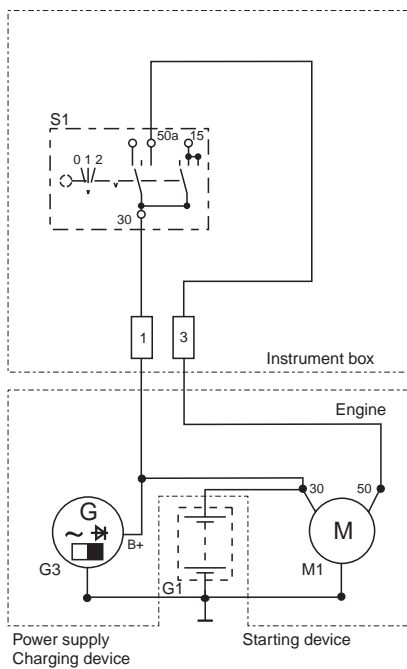 S1
50a
15
0 1 2
30
1
3
Instrument box
Engine
30
50
G
B+
M
G3
M1
G1
Power supply
Charging device
Starting device